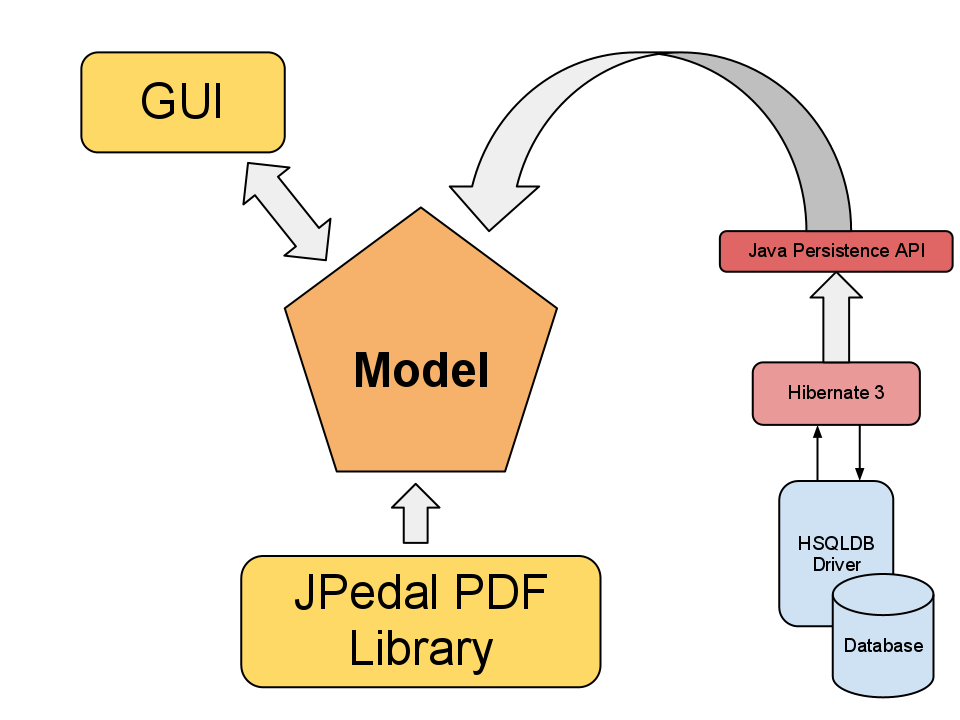 GUI
Java Persistence API
Model
Hibernate 3
HSQLDB
Driver
JPedal PDF
Library
Database